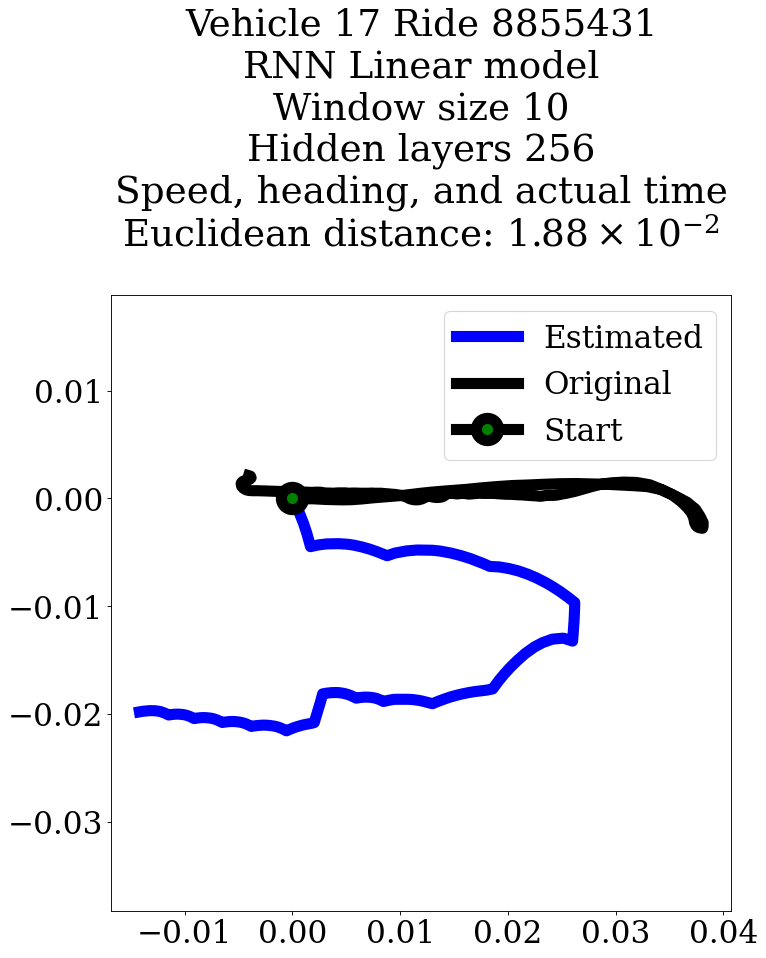 Vehicle 17 Ride 8855431
RNN Linear model
Window size 10
Hidden layers 256
Speed, heading, and actual time
Euclidean distance: 1.88 × 10⁻²
Estimated
Original
Start
0.01
0.00
−0.01
−0.02
−0.03
−0.01 0.00 0.01 0.02 0.03 0.04